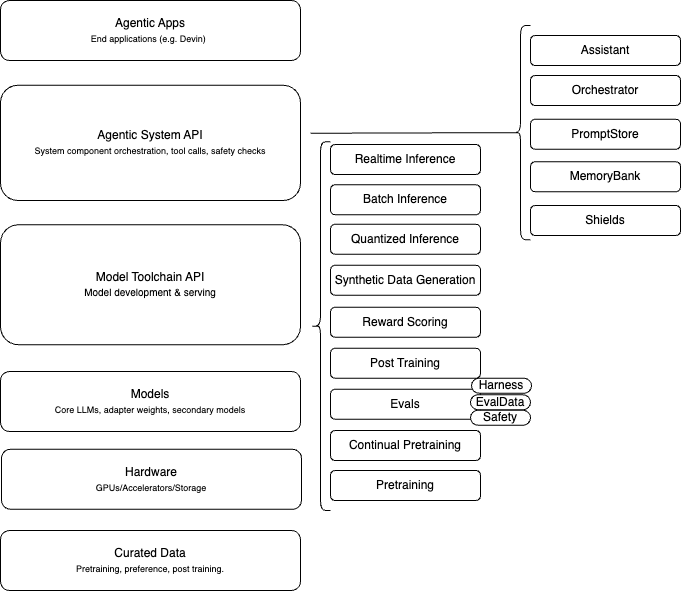 Agentic Apps
End applications (e.g. Devin)
Agentic System API
System component orchestration, tool calls, safety checks
Model Toolchain API
Model development & serving
Models
Core LLMs, adapter weights, secondary models
Hardware
GPUs/Accelerators/Storage
Curated Data
Pretraining, preference, post training.
Realtime Inference
Batch Inference
Quantized Inference
Synthetic Data Generation
Reward Scoring
Post Training
Evals
Harness
EvalData
Safety
Continual Pretraining
Pretraining
Assistant
Orchestrator
PromptStore
MemoryBank
Shields